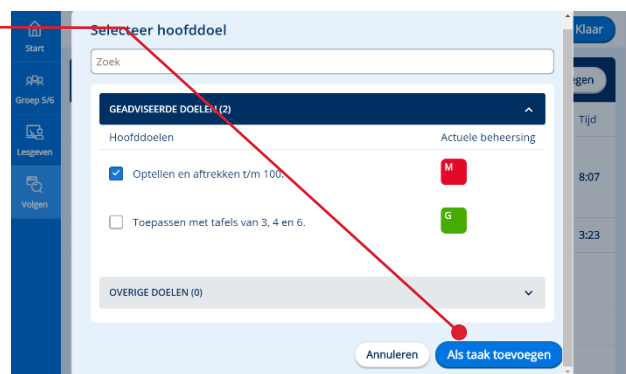 Start
Groep 5/6
Lesgeven
Volgen
Selecteer hoofddoel
Zoek
GEADVISEERDE DOELEN (2)
Hoofddoelen Actuele beheersing
Optellen en aftrekken t/m 100. M
Toepassen met tafels van 3, 4 en 6. G
OVERIGE DOELEN (0)
Annuleren Als taak toevoegen
Klaar
Tijd
8:07
3:23